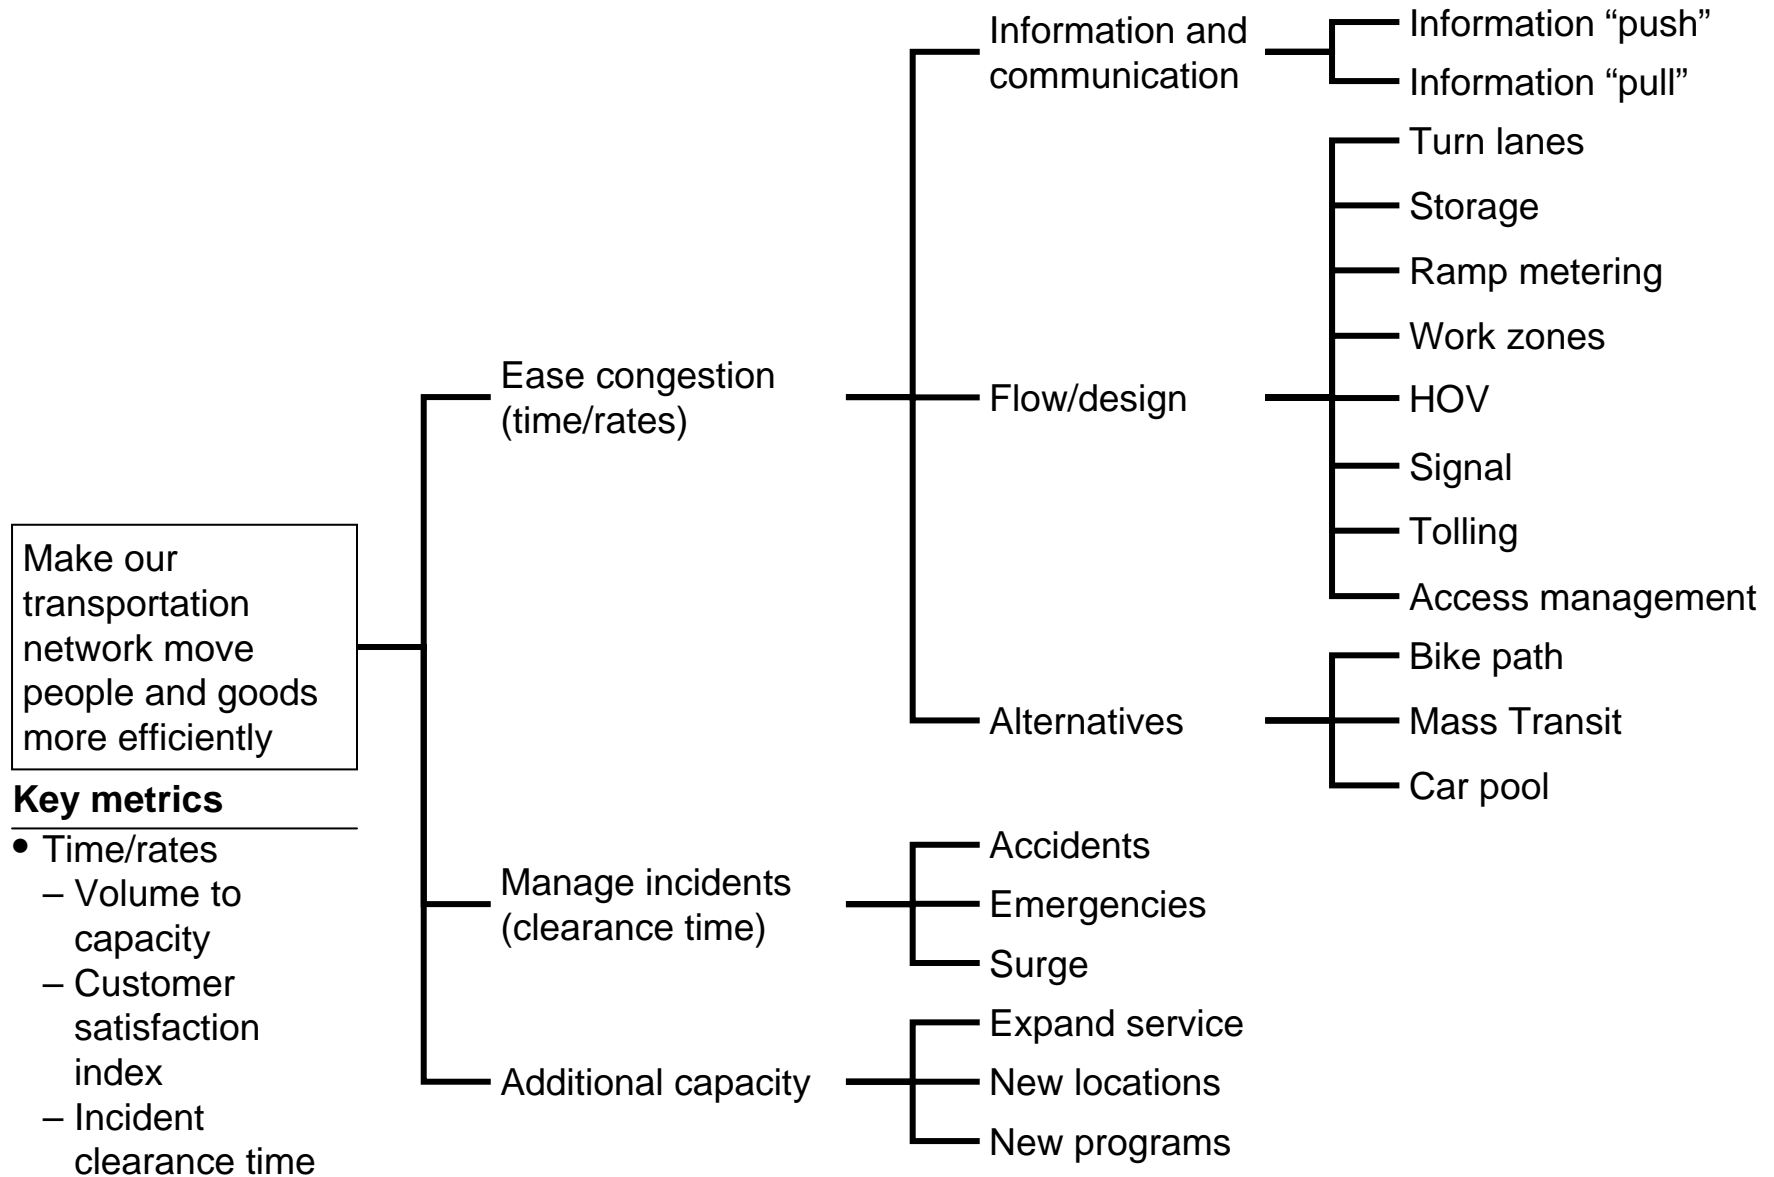 Make our
transportation
network move
people and goods
more efficiently
Key metrics
• Time/rates
– Volume to
capacity
– Customer
satisfaction
index
– Incident
clearance time
Ease congestion
(time/rates)
Manage incidents
(clearance time)
Additional capacity
Information and
communication
Flow/design
Alternatives
Accidents
Emergencies
Surge
Expand service
New locations
New programs
Information “push”
Information “pull”
Turn lanes
Storage
Ramp metering
Work zones
HOV
Signal
Tolling
Access management
Bike path
Mass Transit
Car pool